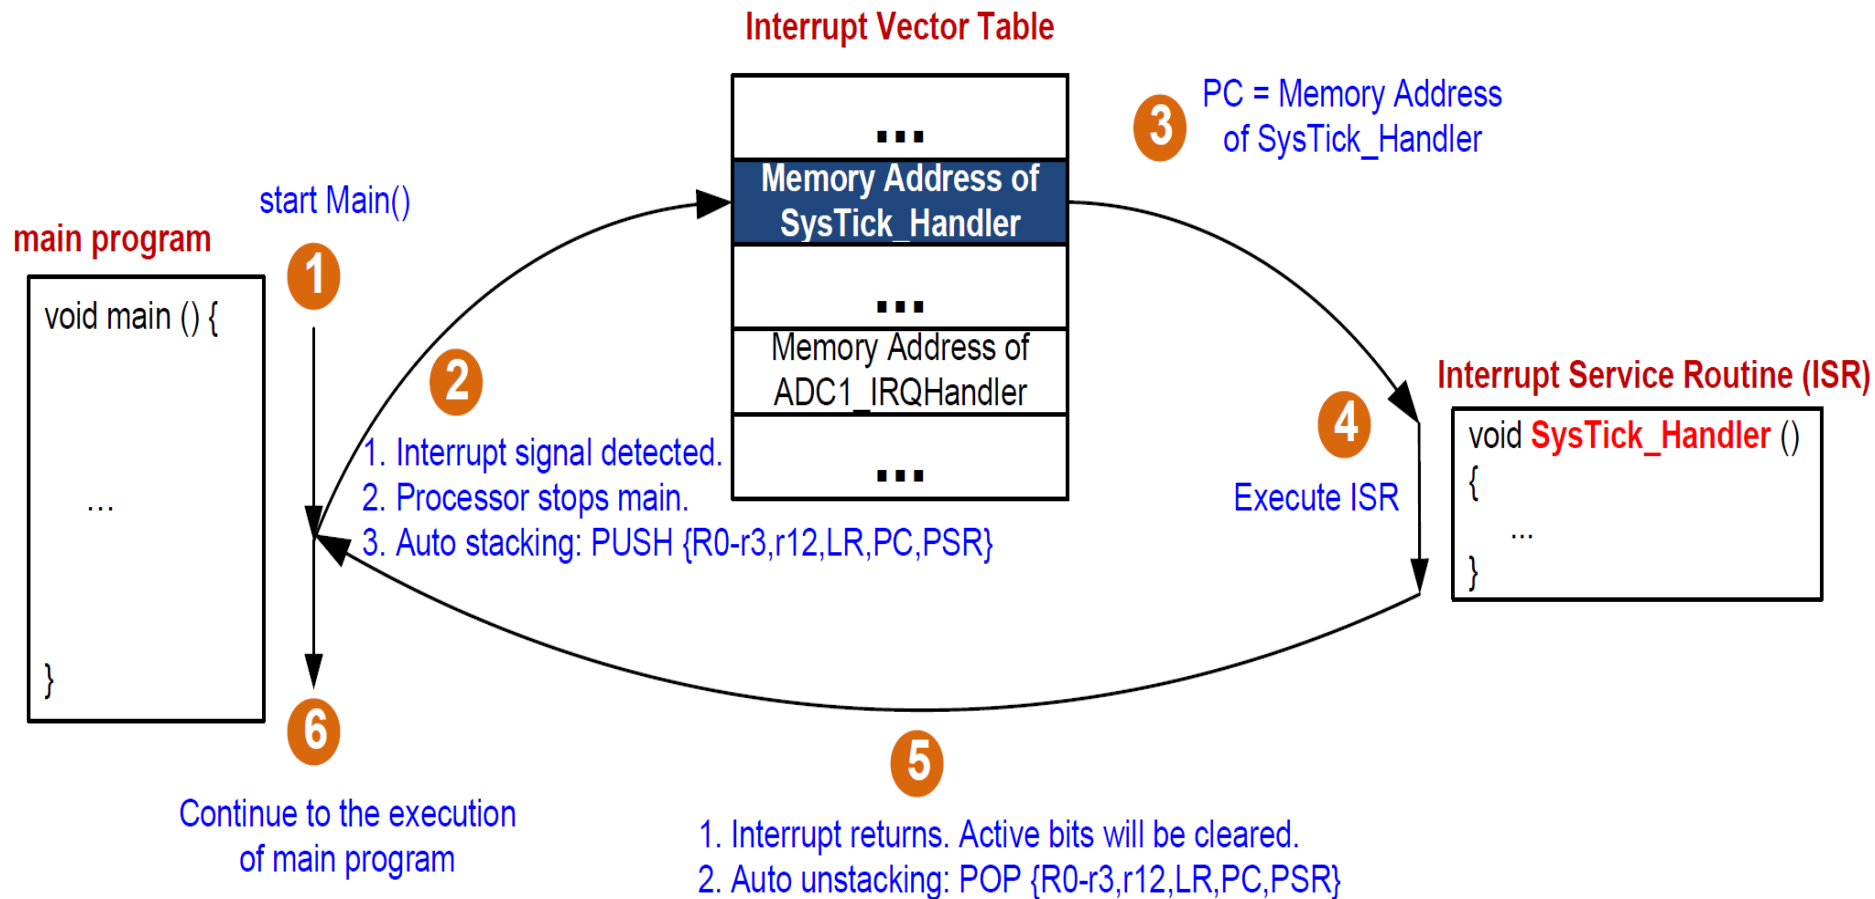 Interrupt Vector Table
...
Memory Address of
SysTick_Handler
...
Memory Address of
ADC1_IRQHandler
...
3
PC = Memory Address
of SysTick_Handler
start Main()
main program
1
void main () {
...
}
2
1. Interrupt signal detected.
2. Processor stops main.
3. Auto stacking: PUSH {R0-r3,r12,LR,PC,PSR}
Interrupt Service Routine (ISR)
4
Execute ISR
void SysTick_Handler ()
{
...
}
5
1. Interrupt returns. Active bits will be cleared.
2. Auto unstacking: POP {R0-r3,r12,LR,PC,PSR}
6
Continue to the execution
of main program